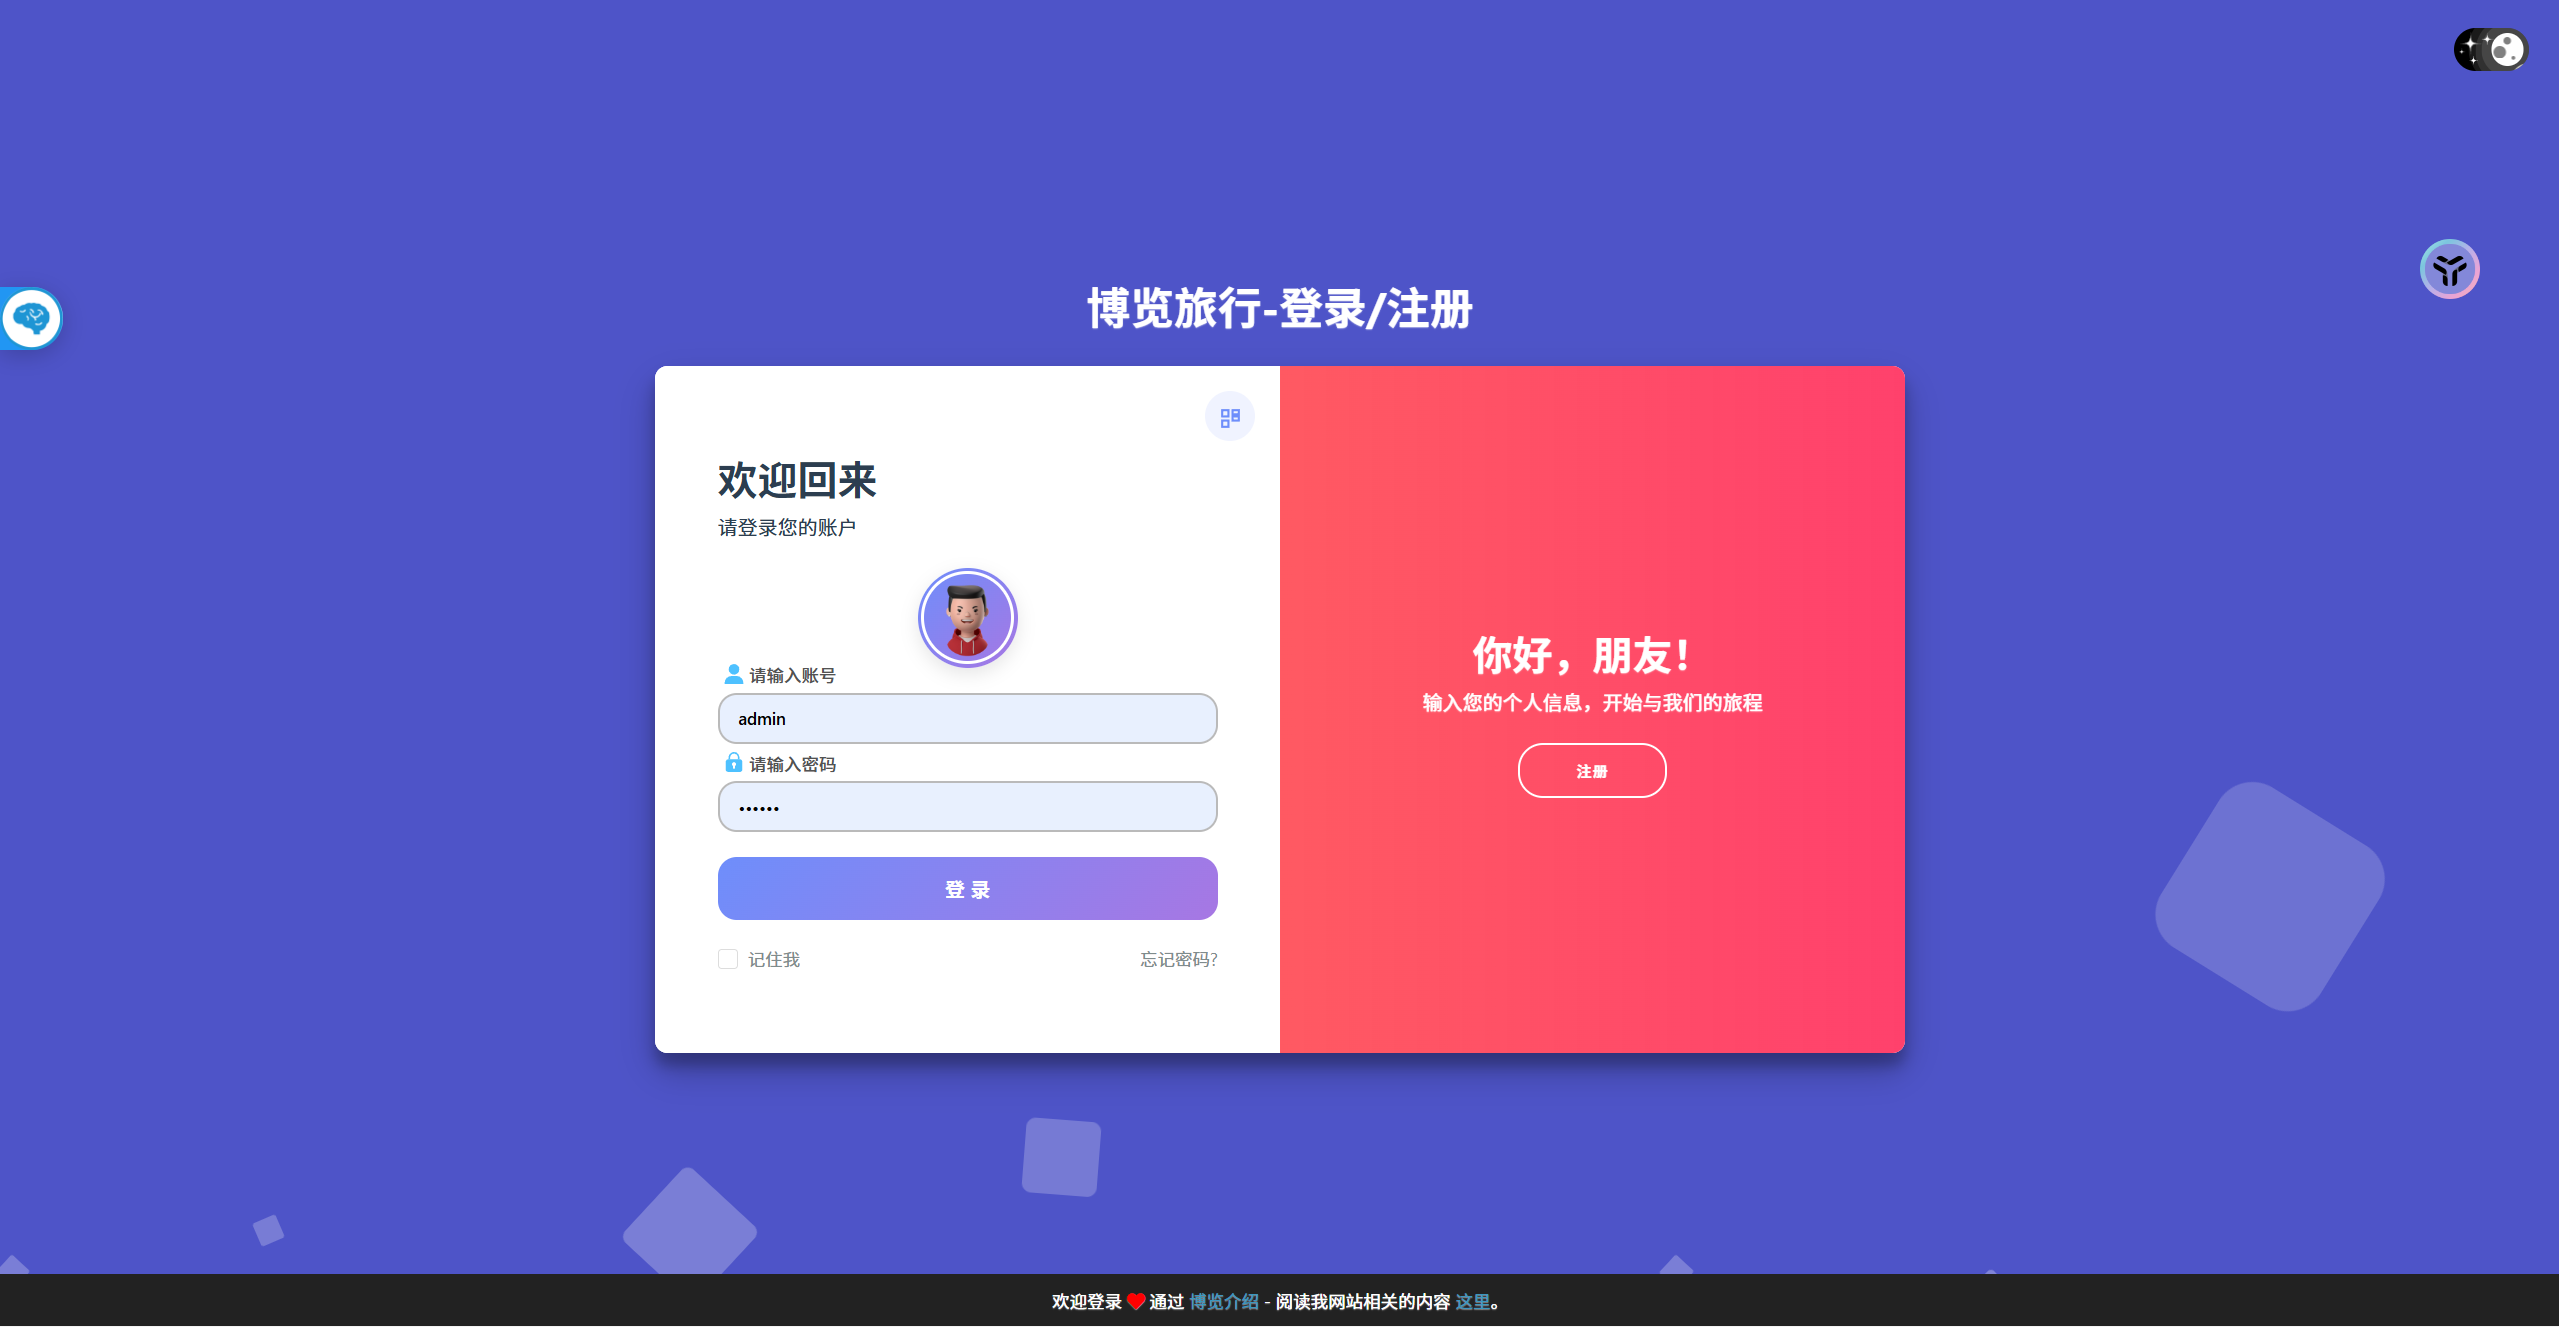 博览旅行-登录/注册
欢迎回来
请登录您的账户
请输入账号
admin
请输入密码
••••••
登 录
记住我
忘记密码?
你好，朋友！
输入您的个人信息，开始与我们的旅程
注册
欢迎登录 ❤ 通过 博览介绍 - 阅读我网站相关的内容 这里。